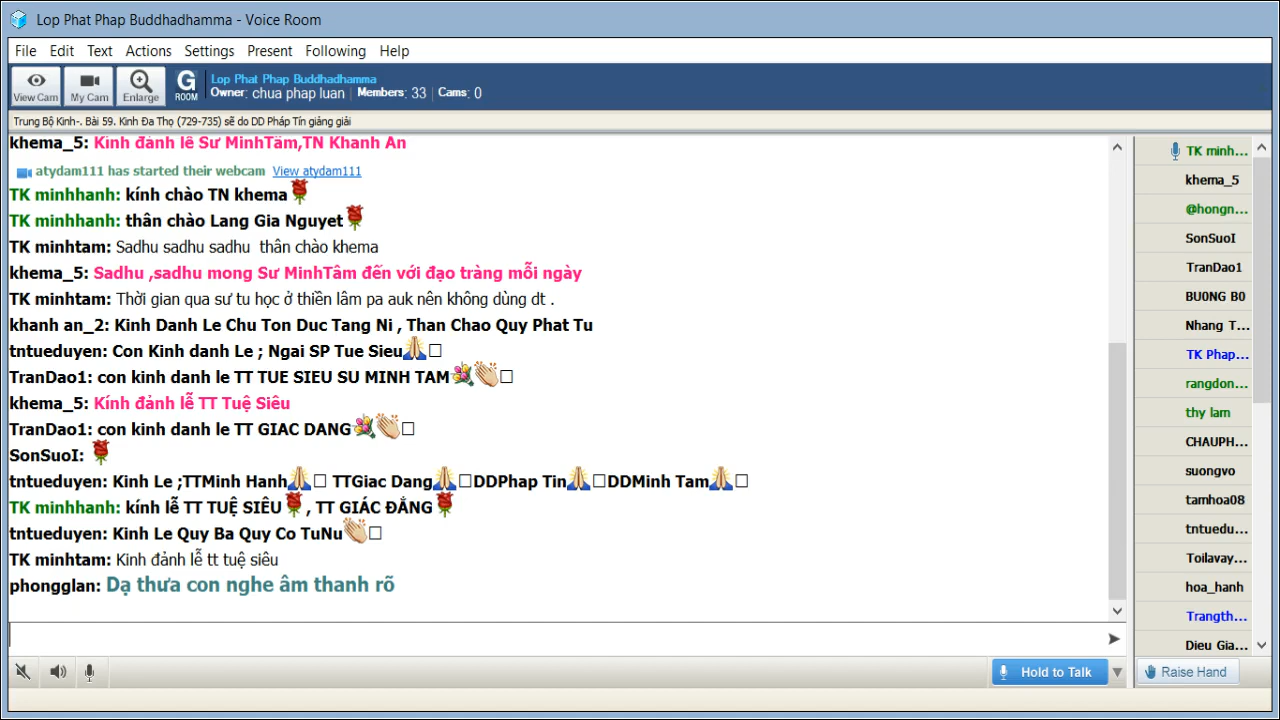 Lop Phat Phap Buddhadhamma - Voice Room
File Edit Text Actions Settings Present Following Help
View Cam My Cam Enlarge G ROOM
Lop Phat Phap Buddhadhamma
Owner: chua phap luan Members: 33 Cams: 0
Trung Bộ Kinh-. Bài 59. Kinh Đa Thọ (729-735) sẽ do DD Pháp Tín giảng giải
khema_5: Kính đảnh lễ Sư MinhTâm,TN Khanh An
atydam111 has started their webcam View atydam111
TK minhhanh: kính chào TN khema
TK minhhanh: thân chào Lang Gia Nguyet
TK minhtam: Sadhu sadhu sadhu thân chào khema
khema_5: Sadhu ,sadhu mong Sư MinhTâm đến với đạo tràng mỗi ngày
TK minhtam: Thời gian qua sư tu học ở thiền lâm pa auk nên không dùng dt .
khanh an_2: Kinh Danh Le Chu Ton Duc Tang Ni , Than Chao Quy Phat Tu
tntueduyen: Con Kinh danh Le ; Ngai SP Tue Sieu
TranDao1: con kinh danh le TT TUE SIEU SU MINH TAM
khema_5: Kính đảnh lễ TT Tuệ Siêu
TranDao1: con kinh danh le TT GIAC DANG
SonSuoI:
tntueduyen: Kinh Le ;TTMinh Hanh TTGiac Dang DDPhap Tin DDMinh Tam
TK minhhanh: kính lễ TT TUỆ SIÊU , TT GIÁC ĐẲNG
tntueduyen: Kinh Le Quy Ba Quy Co TuNu
TK minhtam: Kinh đảnh lễ tt tuệ siêu
phongglan: Dạ thưa con nghe âm thanh rõ
TK minh...
khema_5
@hongn...
SonSuoI
TranDao1
BU0NG B0
Nhang T...
TK Phap...
rangdon...
thy lam
CHAUPH...
suongvo
tamhoa08
tntuedu...
Toilavay...
hoa_hanh
Trangth...
Dieu Gia...
Hold to Talk
Raise Hand